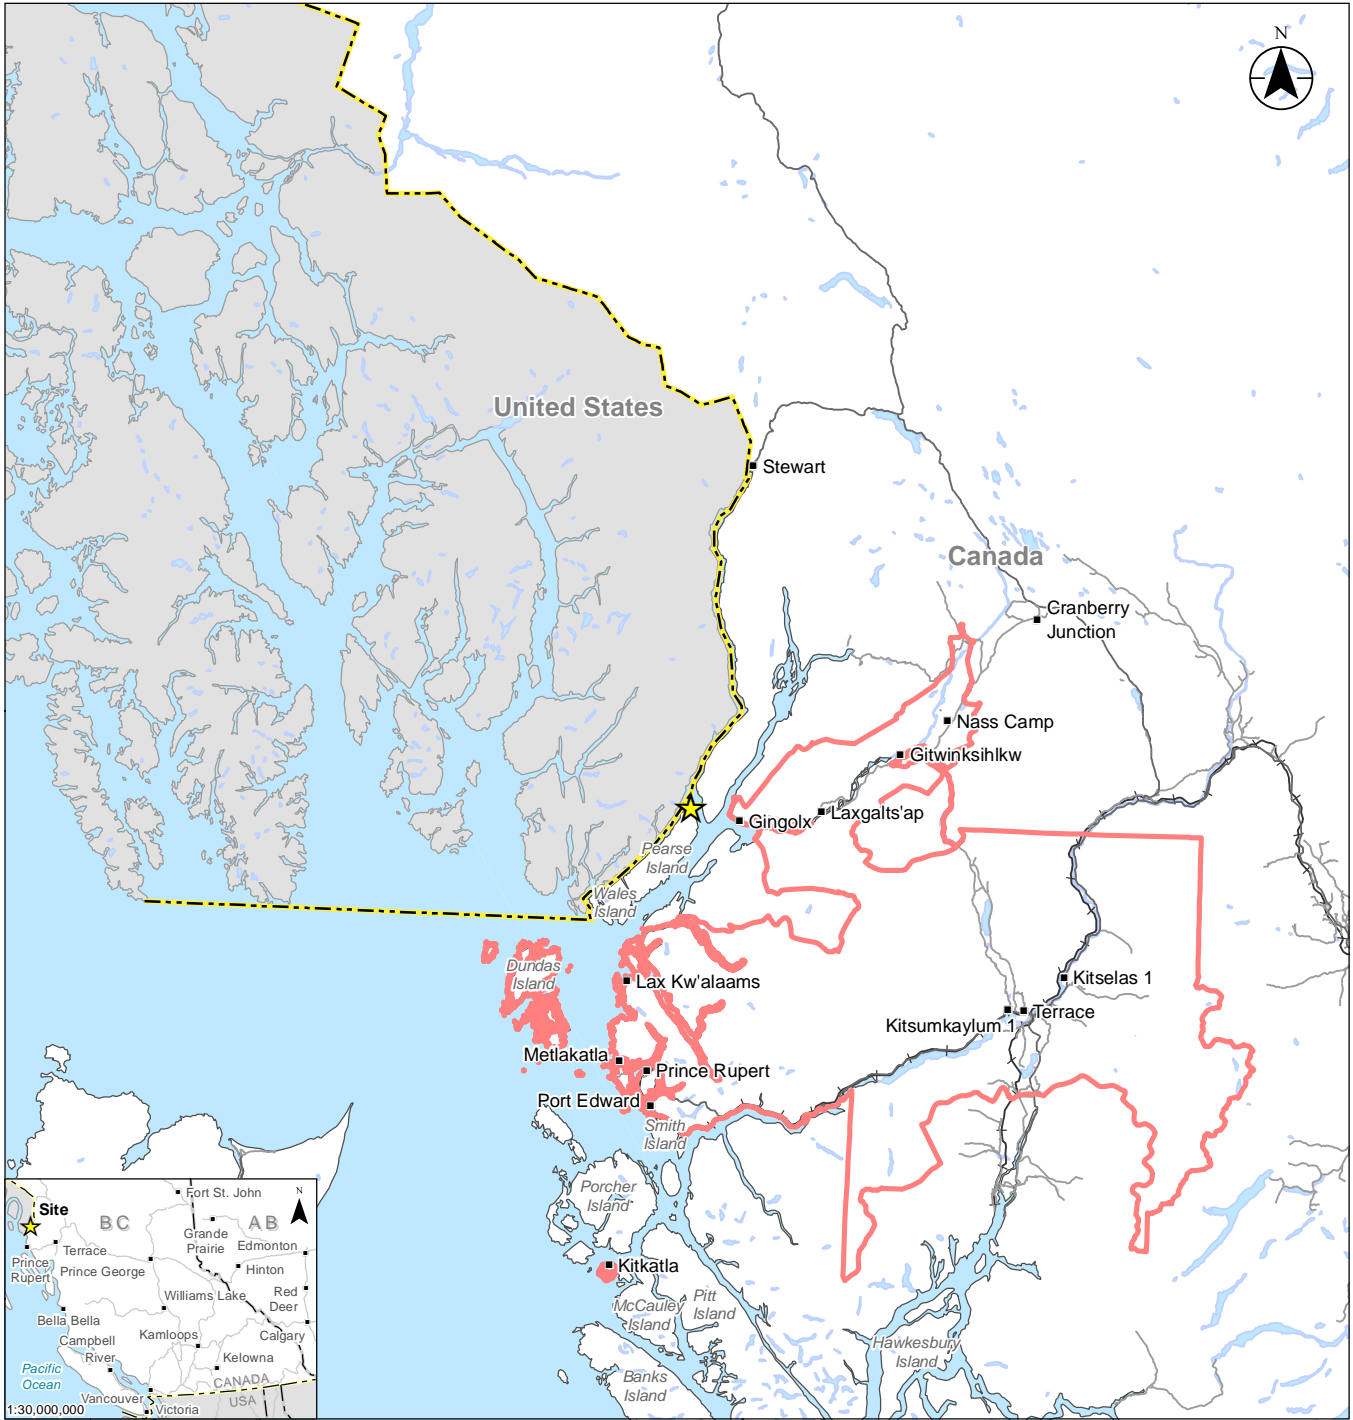 N
United States
Stewart
Canada
Cranberry
Junction
Nass Camp
Gitwinksihlkw
Laxgalts'ap
Gingolx
Pearse
Island
Wales
Island
Dundas
Island
Lax Kw'alaams
Kitselas 1
Terrace
Kitsumkaylum 1
Metlakatla
Prince Rupert
Port Edward
Smith
Island
Porcher
Island
Kitkatla
McCauley
Island
Pitt
Island
Hawkesbury
Island
Banks
Island
Site
N
Fort St. John
BC
AB
Grande
Prairie
Edmonton
Terrace
Prince
Rupert
Prince George
Hinton
Williams Lake
Red
Deer
Bella Bella
Campbell
River
Kamloops
Calgary
Kelowna
Pacific
Ocean
CANADA
USA
Vancouver
Victoria
1:30,000,000